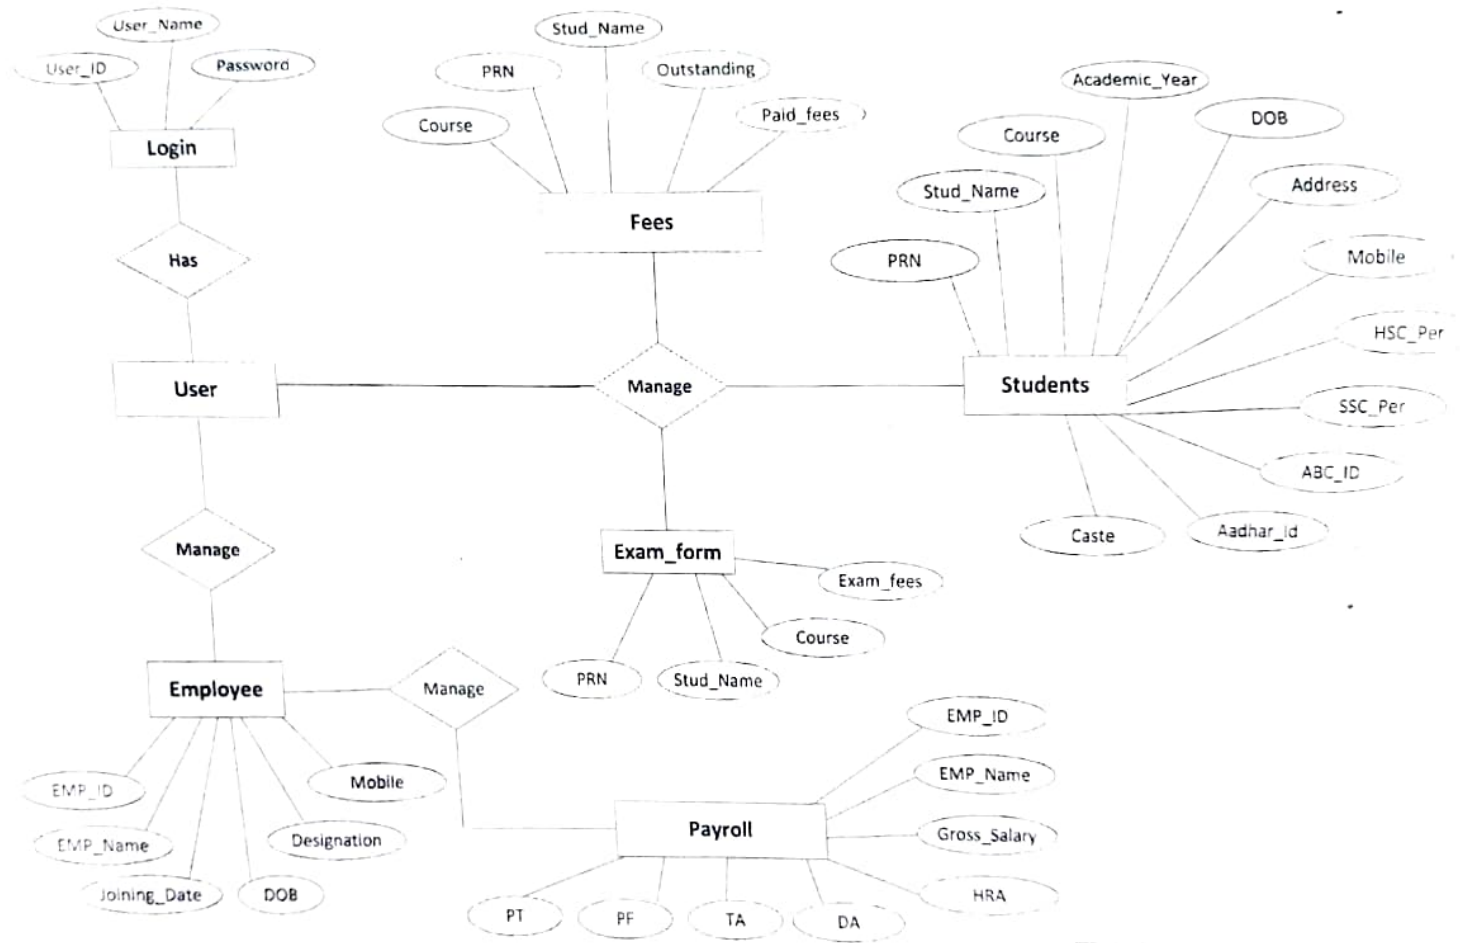 User_Name
User_ID
Password
Login
Has
User
Manage
Stud_Name
PRN
Outstanding
Course
Paid_fees
Fees
Manage
Academic_Year
Course
DOB
Stud_Name
Address
PRN
Mobile
HSC_Per
Students
SSC_Per
ABC_ID
Aadhar_Id
Caste
Exam_form
Exam_fees
Course
PRN
Stud_Name
Employee
Manage
EMP_ID
Mobile
EMP_Name
Designation
Joining_Date
DOB
EMP_ID
EMP_Name
Payroll
Gross_Salary
HRA
PT
PF
TA
DA